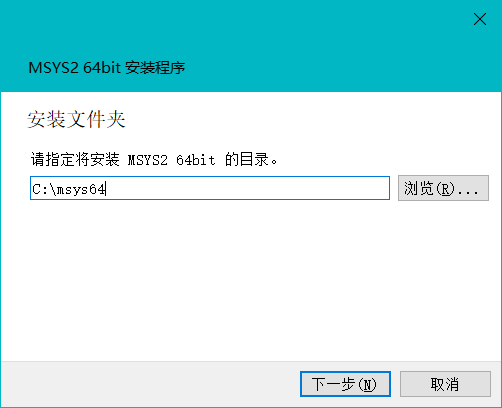 MSYS2 64bit 安装程序
安装文件夹
请指定将安装 MSYS2 64bit 的目录。
C:\msys64
浏览(R)...
下一步(N)
取消